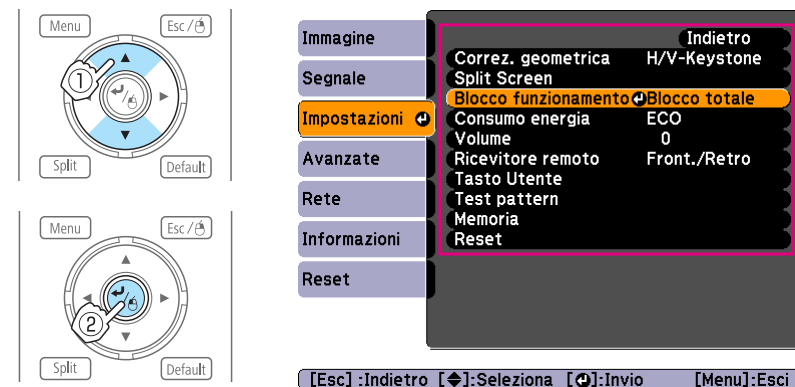 Menu
Esc/
1
Split
Default
Menu
Esc/
2
Split
Default
Immagine
Segnale
Impostazioni
Avanzate
Rete
Informazioni
Reset
Indietro
Correz. geometrica H/V-Keystone
Split Screen
Blocco funzionamento Blocco totale
Consumo energia ECO
Volume 0
Ricevitore remoto Front./Retro
Tasto Utente
Test pattern
Memoria
Reset
[Esc] :Indietro [◆]:Seleziona [⏎]:Invio [Menu]:Esci